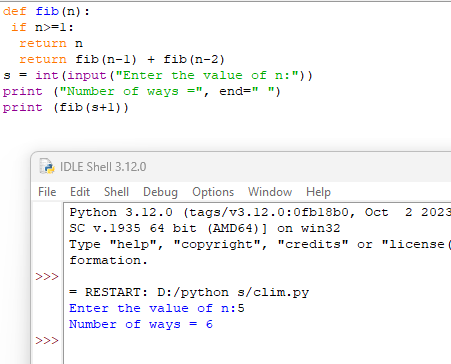 def fib(n):
 if n>=1:
  return n
  return fib(n-1) + fib(n-2)
s = int(input("Enter the value of n:"))
print ("Number of ways =", end=" ")
print (fib(s+1))
IDLE Shell 3.12.0
File Edit Shell Debug Options Window Help
Python 3.12.0 (tags/v3.12.0:0fb18b0, Oct  2 2023
SC v.1935 64 bit (AMD64)] on win32
Type "help", "copyright", "credits" or "license(
formation.
>>>
= RESTART: D:/python s/clim.py
Enter the value of n:5
Number of ways = 6
>>>